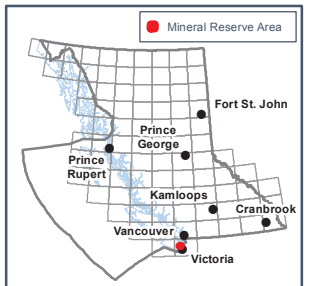 Mineral Reserve Area
Fort St. John
Prince
George
Prince
Rupert
Kamloops
Cranbrook
Vancouver
Victoria